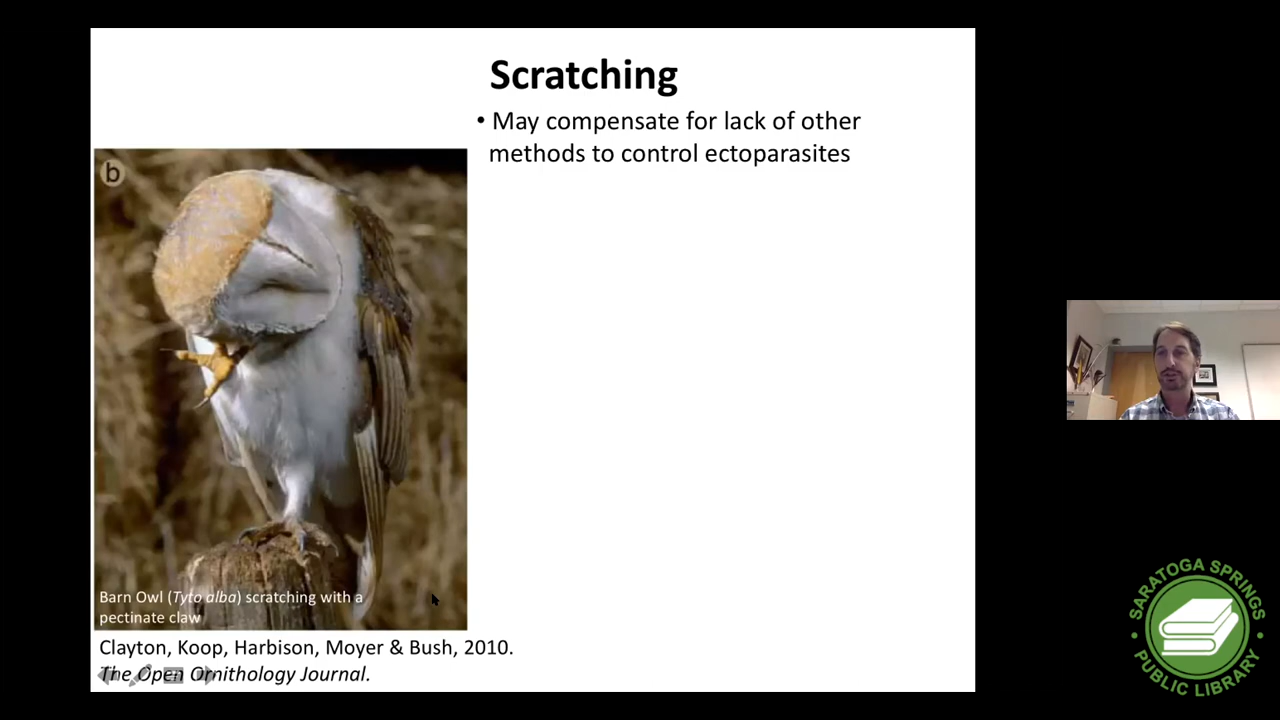 Scratching
• May compensate for lack of other
methods to control ectoparasites
b
Barn Owl (Tyto alba) scratching with a
pectinate claw
Clayton, Koop, Harbison, Moyer & Bush, 2010.
The Open Ornithology Journal.
SARATOGA SPRINGS
PUBLIC LIBRARY